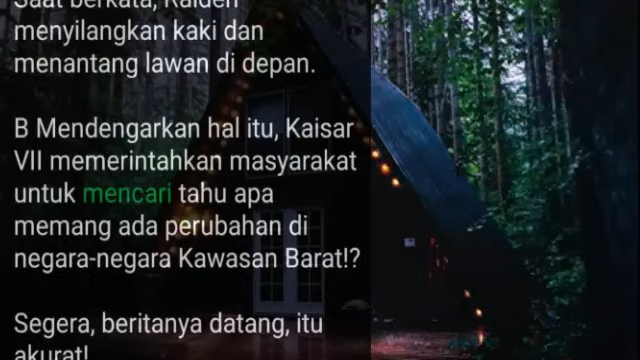 Saat berkata, Raiden
menyilangkan kaki dan
menantang lawan di depan.
B Mendengarkan hal itu, Kaisar
VII memerintahkan masyarakat
untuk mencari tahu apa
memang ada perubahan di
negara-negara Kawasan Barat!?
Segera, beritanya datang, itu
akurat!